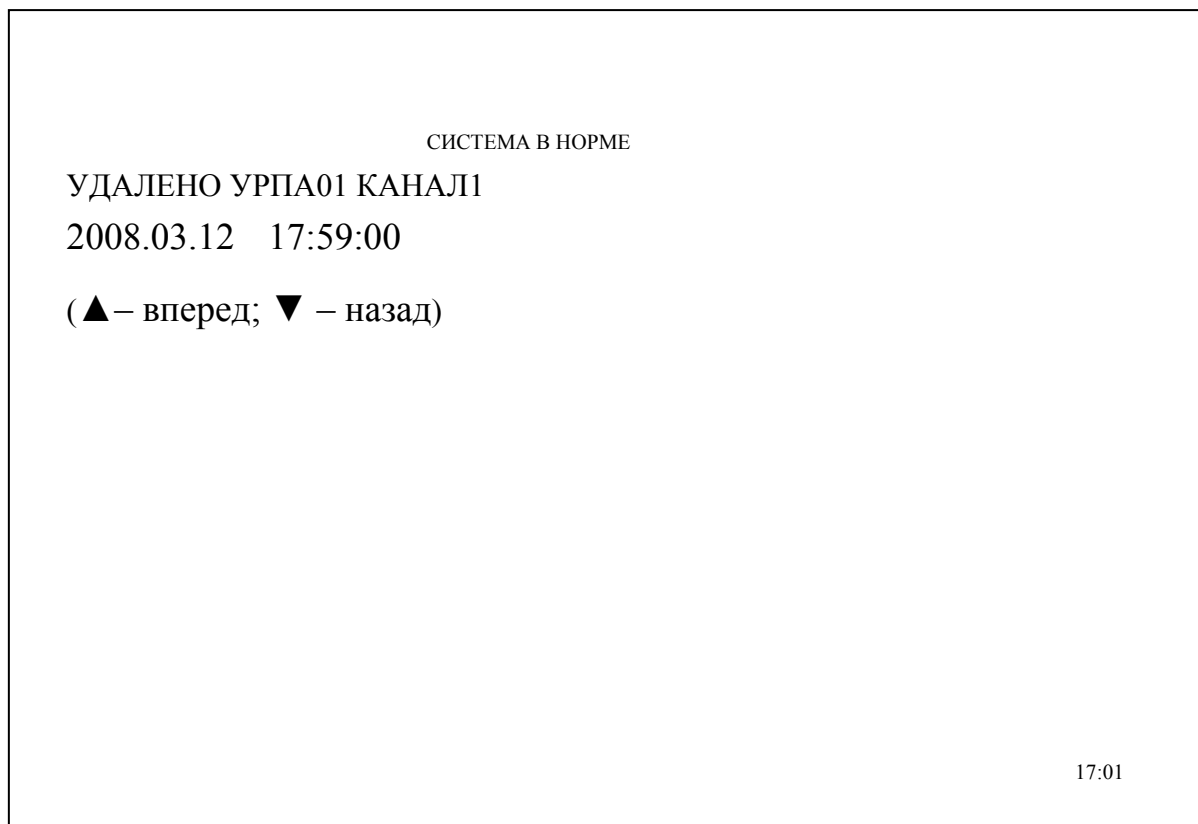 СИСТЕМА В НОРМЕ
УДАЛЕНО УРПА01 КАНАЛ1
2008.03.12 17:59:00
(▲– вперед; ▼ – назад)
17:01